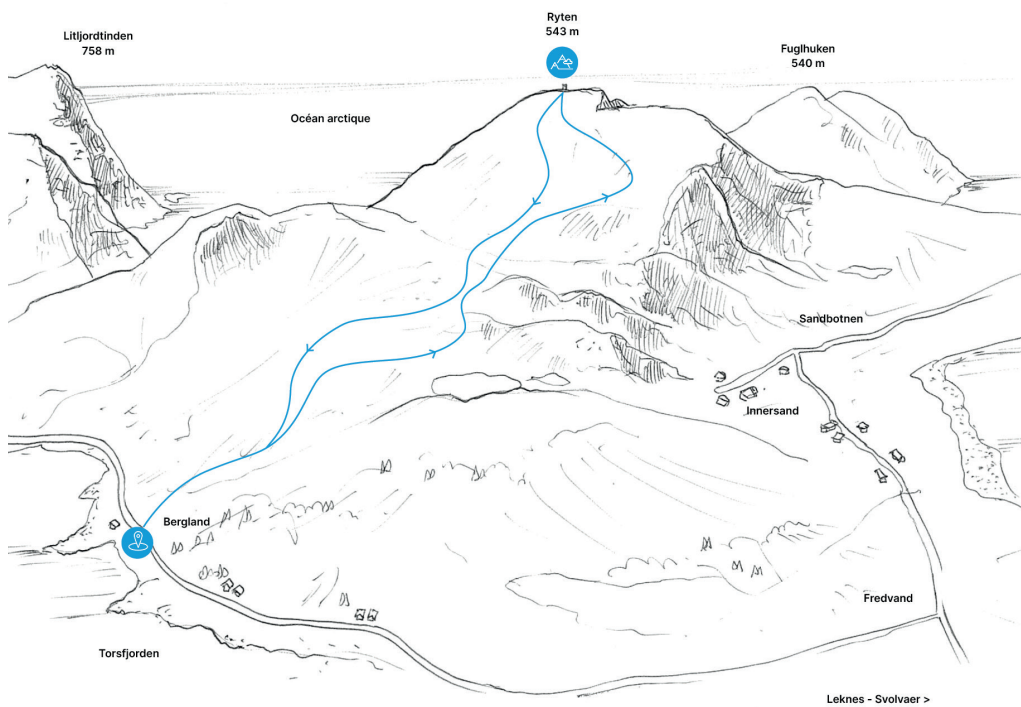 Litljordtinden
758 m
Ryten
543 m
Fuglhuken
540 m
Océan arctique
Sandbotnen
Innersand
Bergland
Fredvand
Torsfjorden
Leknes - Svolvaer >